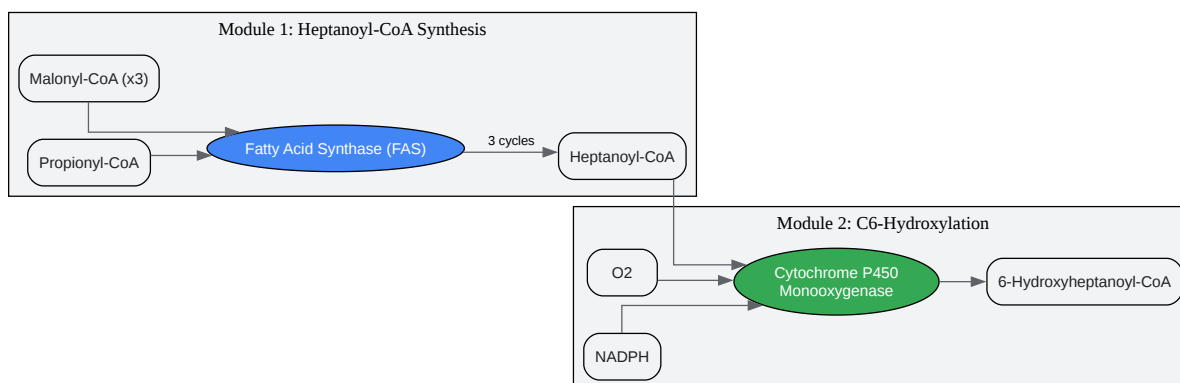 Module 1: Heptanoyl-CoA Synthesis
Malonyl-CoA (x3)
Propionyl-CoA
Fatty Acid Synthase (FAS)
3 cycles
Heptanoyl-CoA
Module 2: C6-Hydroxylation
O2
NADPH
Cytochrome P450
Monooxygenase
6-Hydroxyheptanoyl-CoA